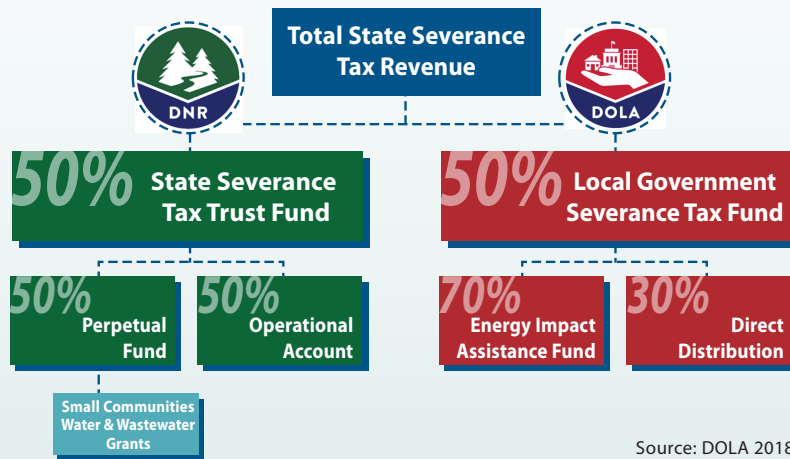 Total State Severance
Tax Revenue
DNR
DOLA
50%
State Severance
Tax Trust Fund
50%
Local Government
Severance Tax Fund
50%
Perpetual
Fund
50%
Operational
Account
70%
Energy Impact
Assistance Fund
30%
Direct
Distribution
Small Communities
Water & Wastewater
Grants
Source: DOLA 2018